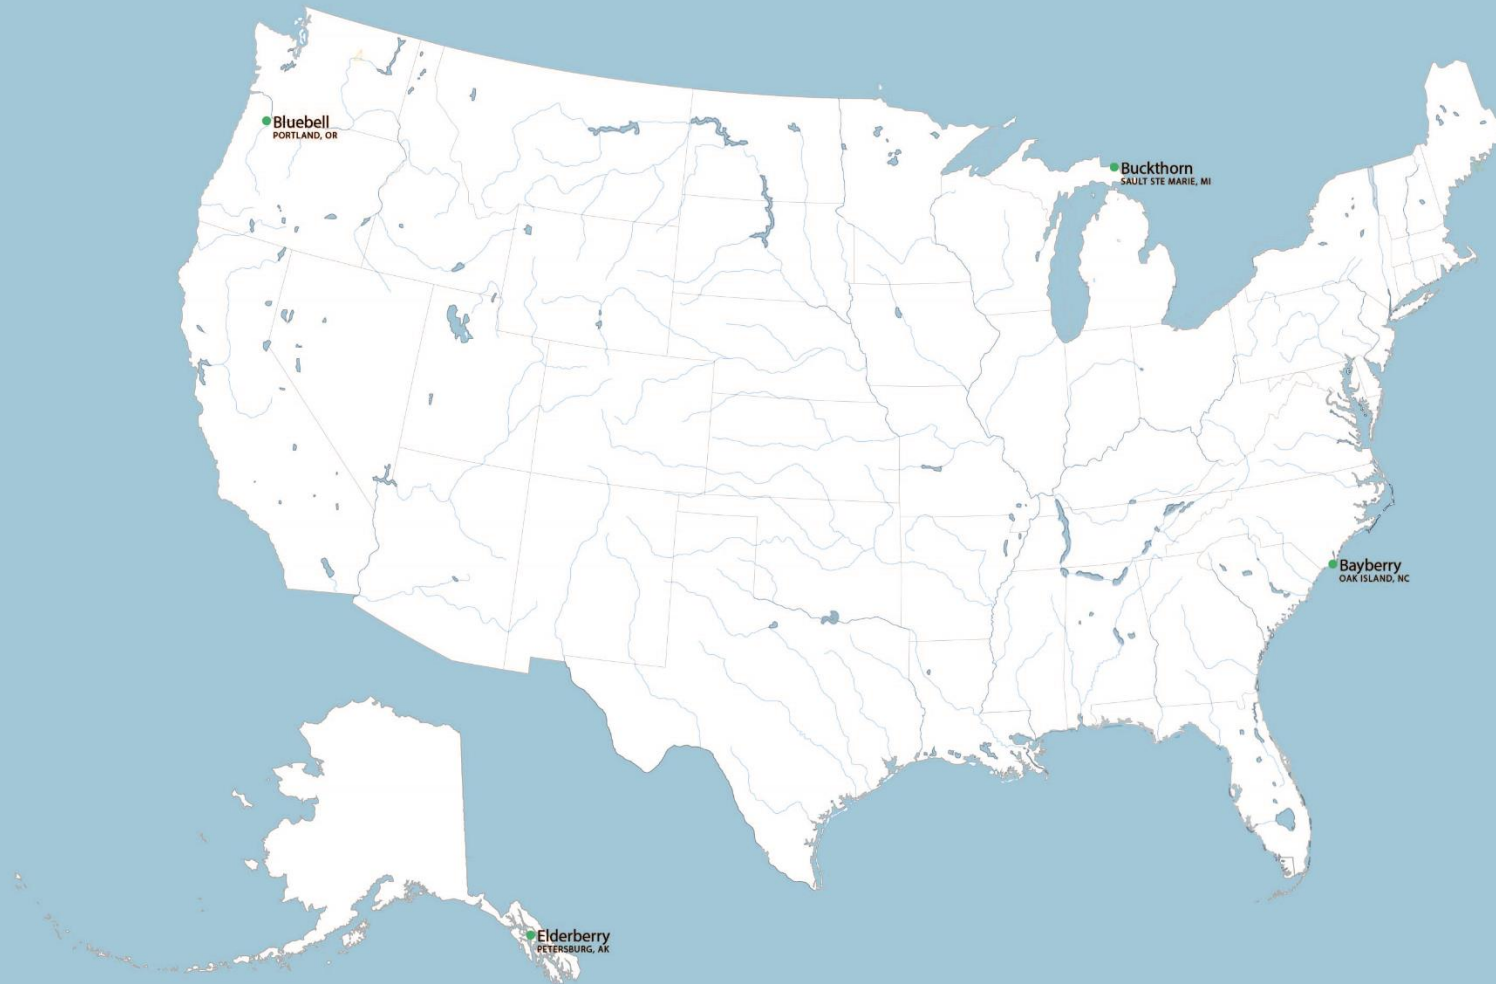 Bluebell
PORTLAND, OR
Buckthorn
SAULT STE MARIE, MI
Bayberry
OAK ISLAND, NC
Elderberry
PETERSBURG, AK